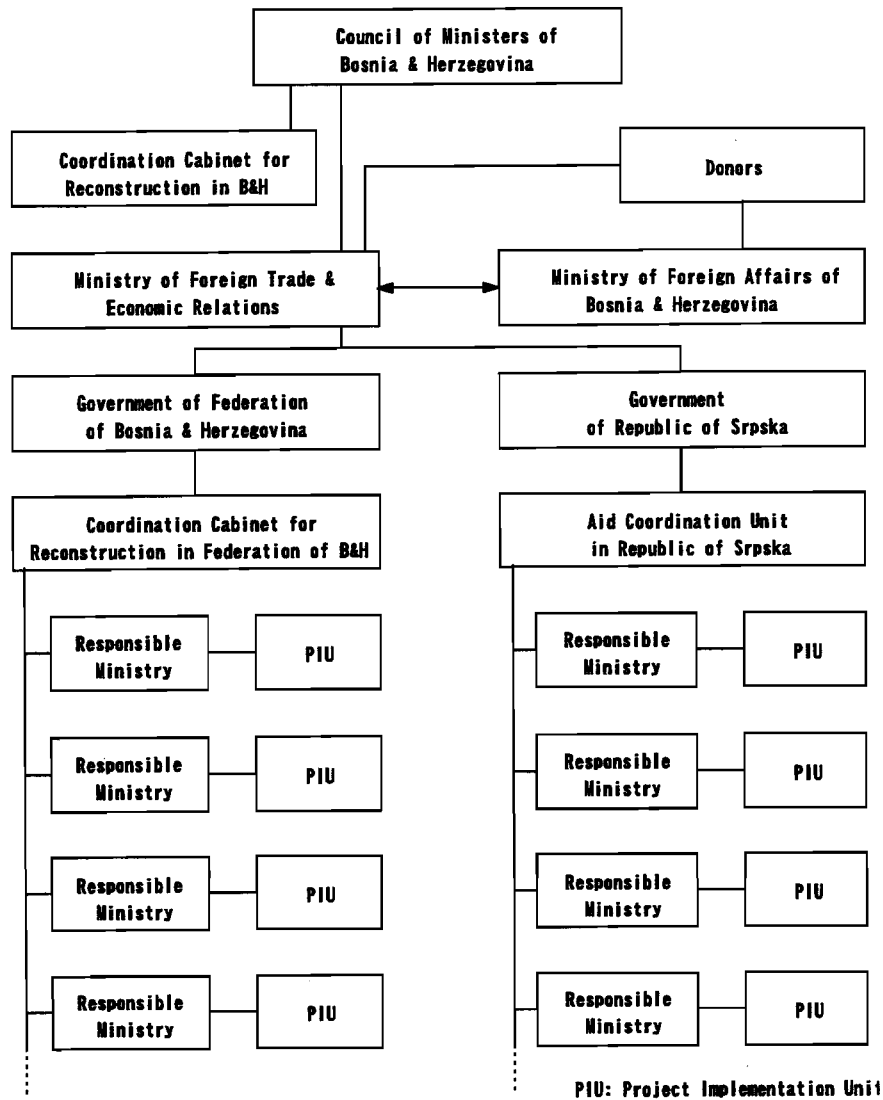 Council of Ministers of
Bosnia & Herzegovina
Coordination Cabinet for
Reconstruction in B&H
Donors
Ministry of Foreign Trade &
Economic Relations
Ministry of Foreign Affairs of
Bosnia & Herzegovina
Government of Federation
of Bosnia & Herzegovina
Government
of Republic of Srpska
Coordination Cabinet for
Reconstruction in Federation of B&H
Aid Coordination Unit
in Republic of Srpska
Responsible
Ministry
PIU
Responsible
Ministry
PIU
Responsible
Ministry
PIU
Responsible
Ministry
PIU
Responsible
Ministry
PIU
Responsible
Ministry
PIU
Responsible
Ministry
PIU
Responsible
Ministry
PIU
PIU: Project Implementation Unit